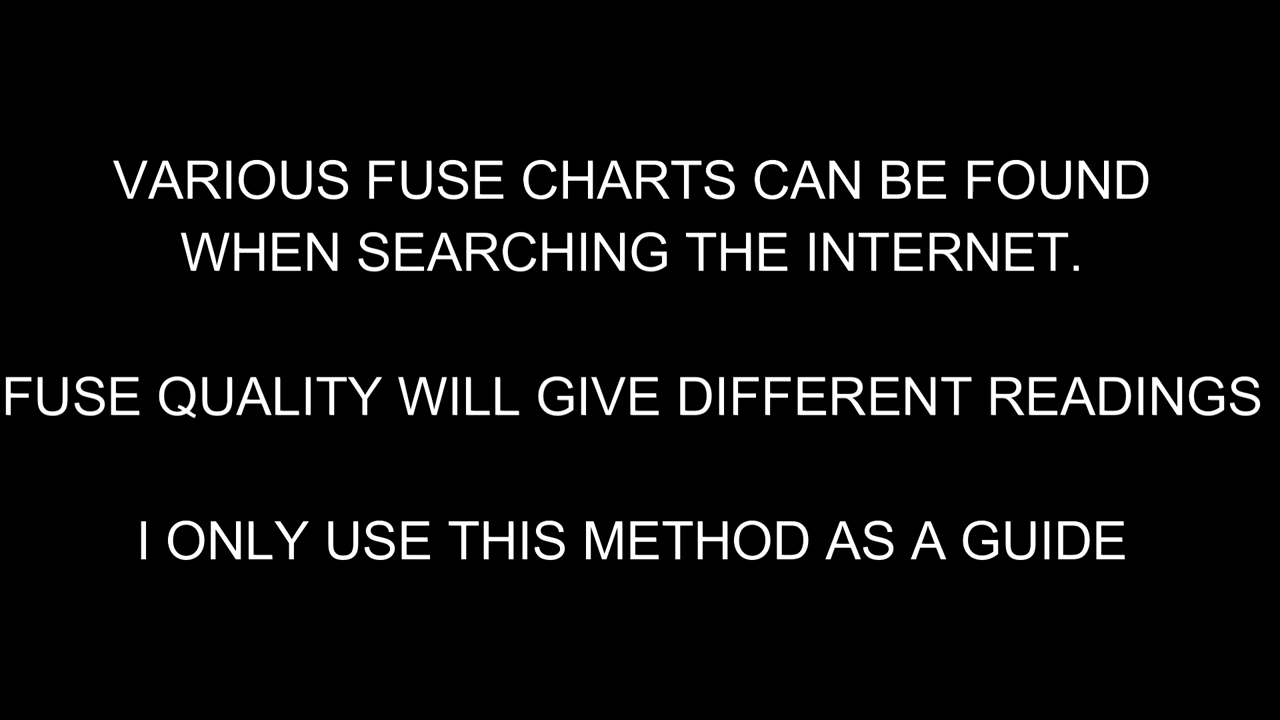 VARIOUS FUSE CHARTS CAN BE FOUND
WHEN SEARCHING THE INTERNET.
FUSE QUALITY WILL GIVE DIFFERENT READINGS
I ONLY USE THIS METHOD AS A GUIDE